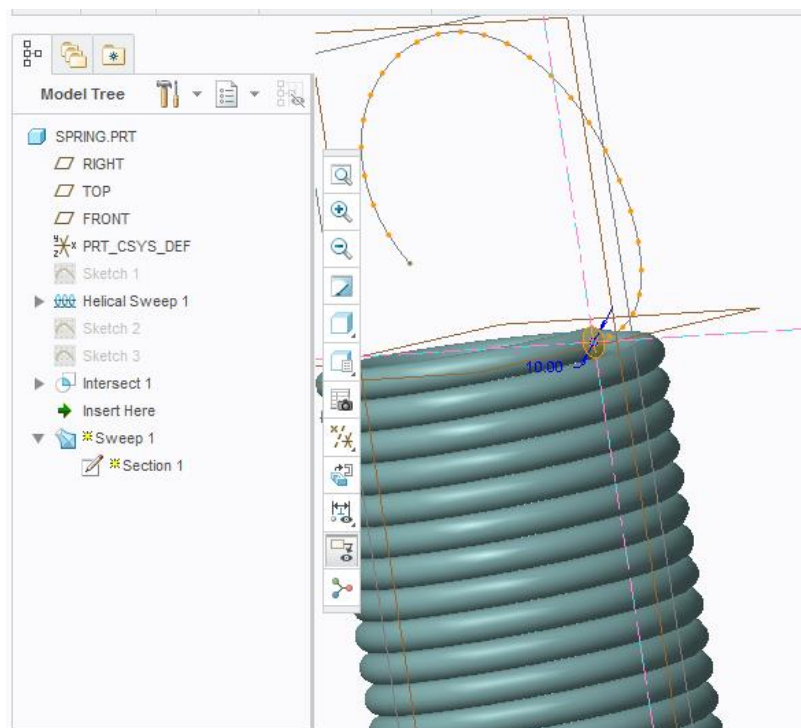 Model Tree
SPRING.PRT
RIGHT
TOP
FRONT
PRT_CSYS_DEF
Sketch 1
Helical Sweep 1
Sketch 2
Sketch 3
Intersect 1
Insert Here
Sweep 1
Section 1
10.00